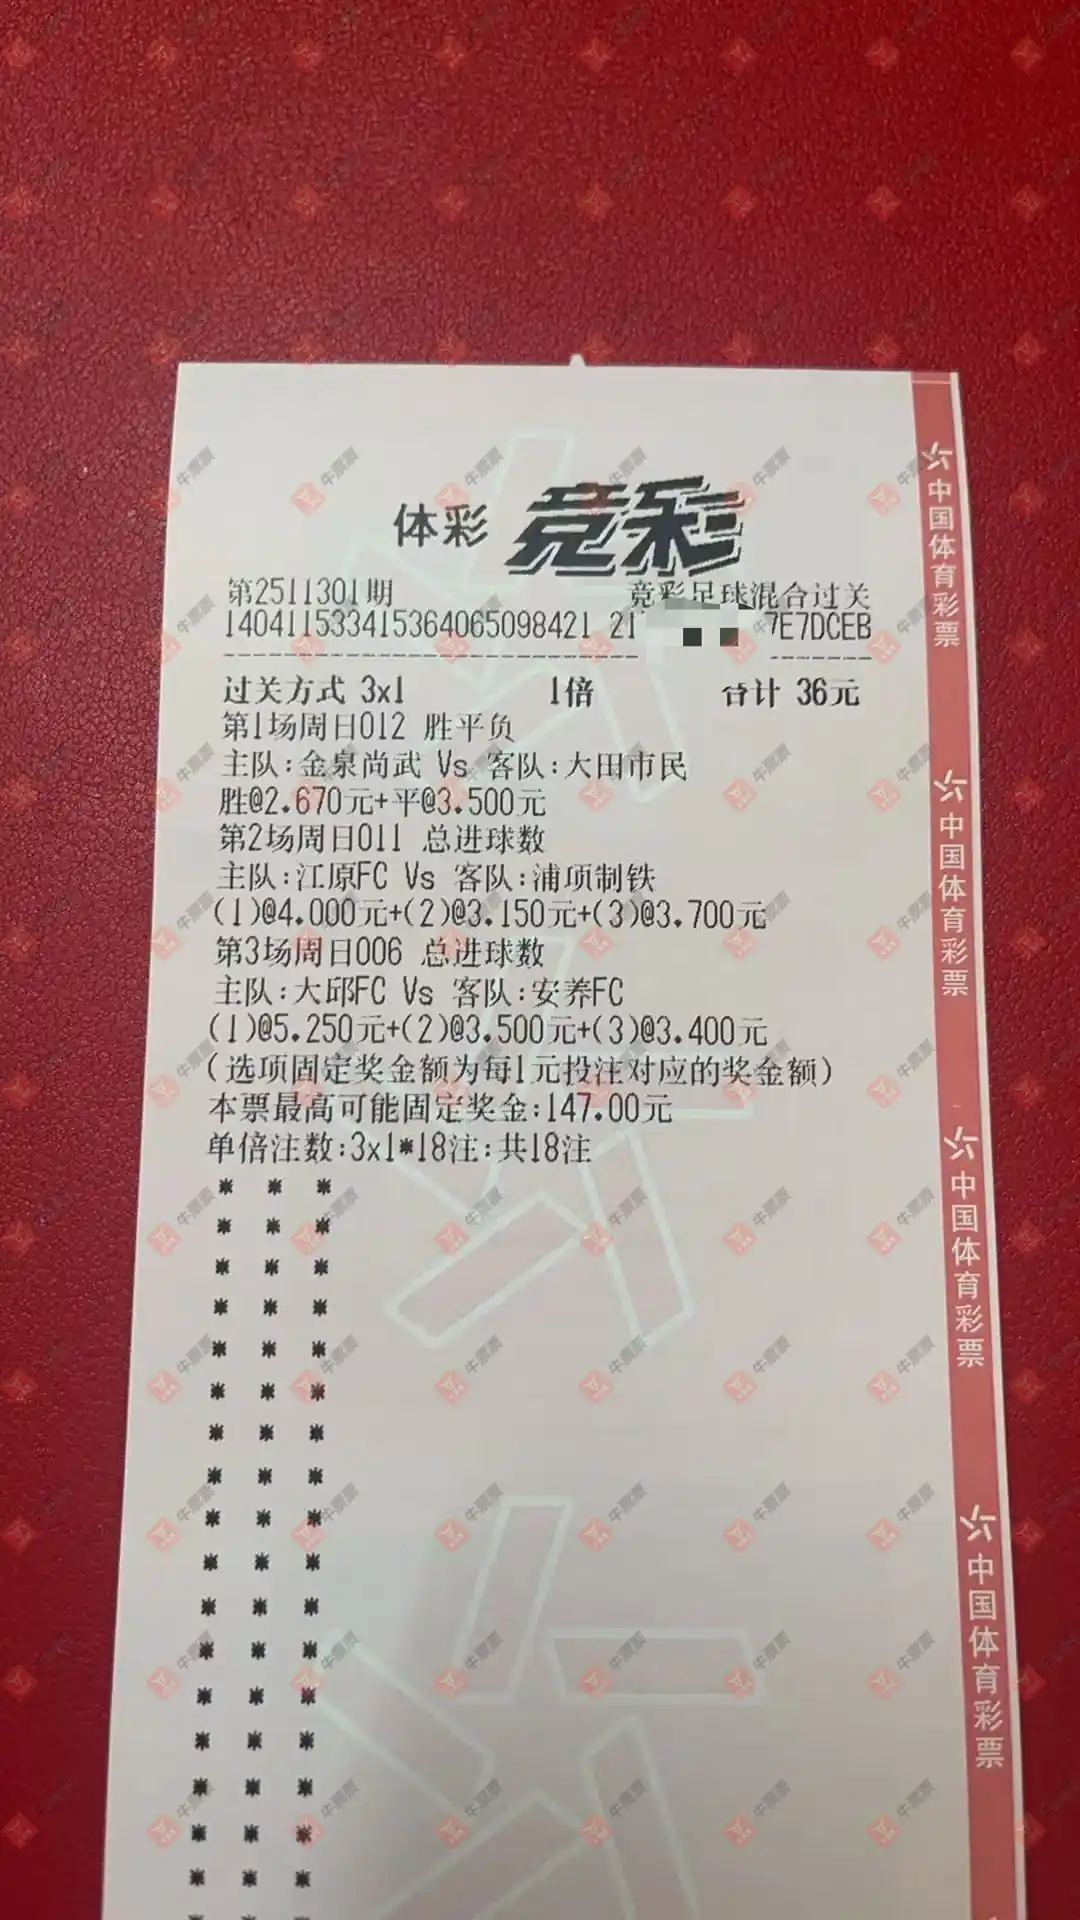 体彩 竞彩
第2511301期 竞彩足球混合过关
140411533415364065098421 21 7E7DCEB
过关方式 3x1 1倍 合计 36元
第1场周日012 胜平负
主队:金泉尚武 Vs 客队:大田市民
胜@2.670元+平@3.500元
第2场周日011 总进球数
主队:江原FC Vs 客队:浦项制铁
(1)@4.000元+(2)@3.150元+(3)@3.700元
第3场周日006 总进球数
主队:大邱FC Vs 客队:安养FC
(1)@5.250元+(2)@3.500元+(3)@3.400元
(选项固定奖金额为每1元投注对应的奖金额)
本票最高可能固定奖金:147.00元
单倍注数:3x1*18注:共18注
中国体育彩票
中国体育彩票
中国体育彩票
中国体育彩票
牛票票